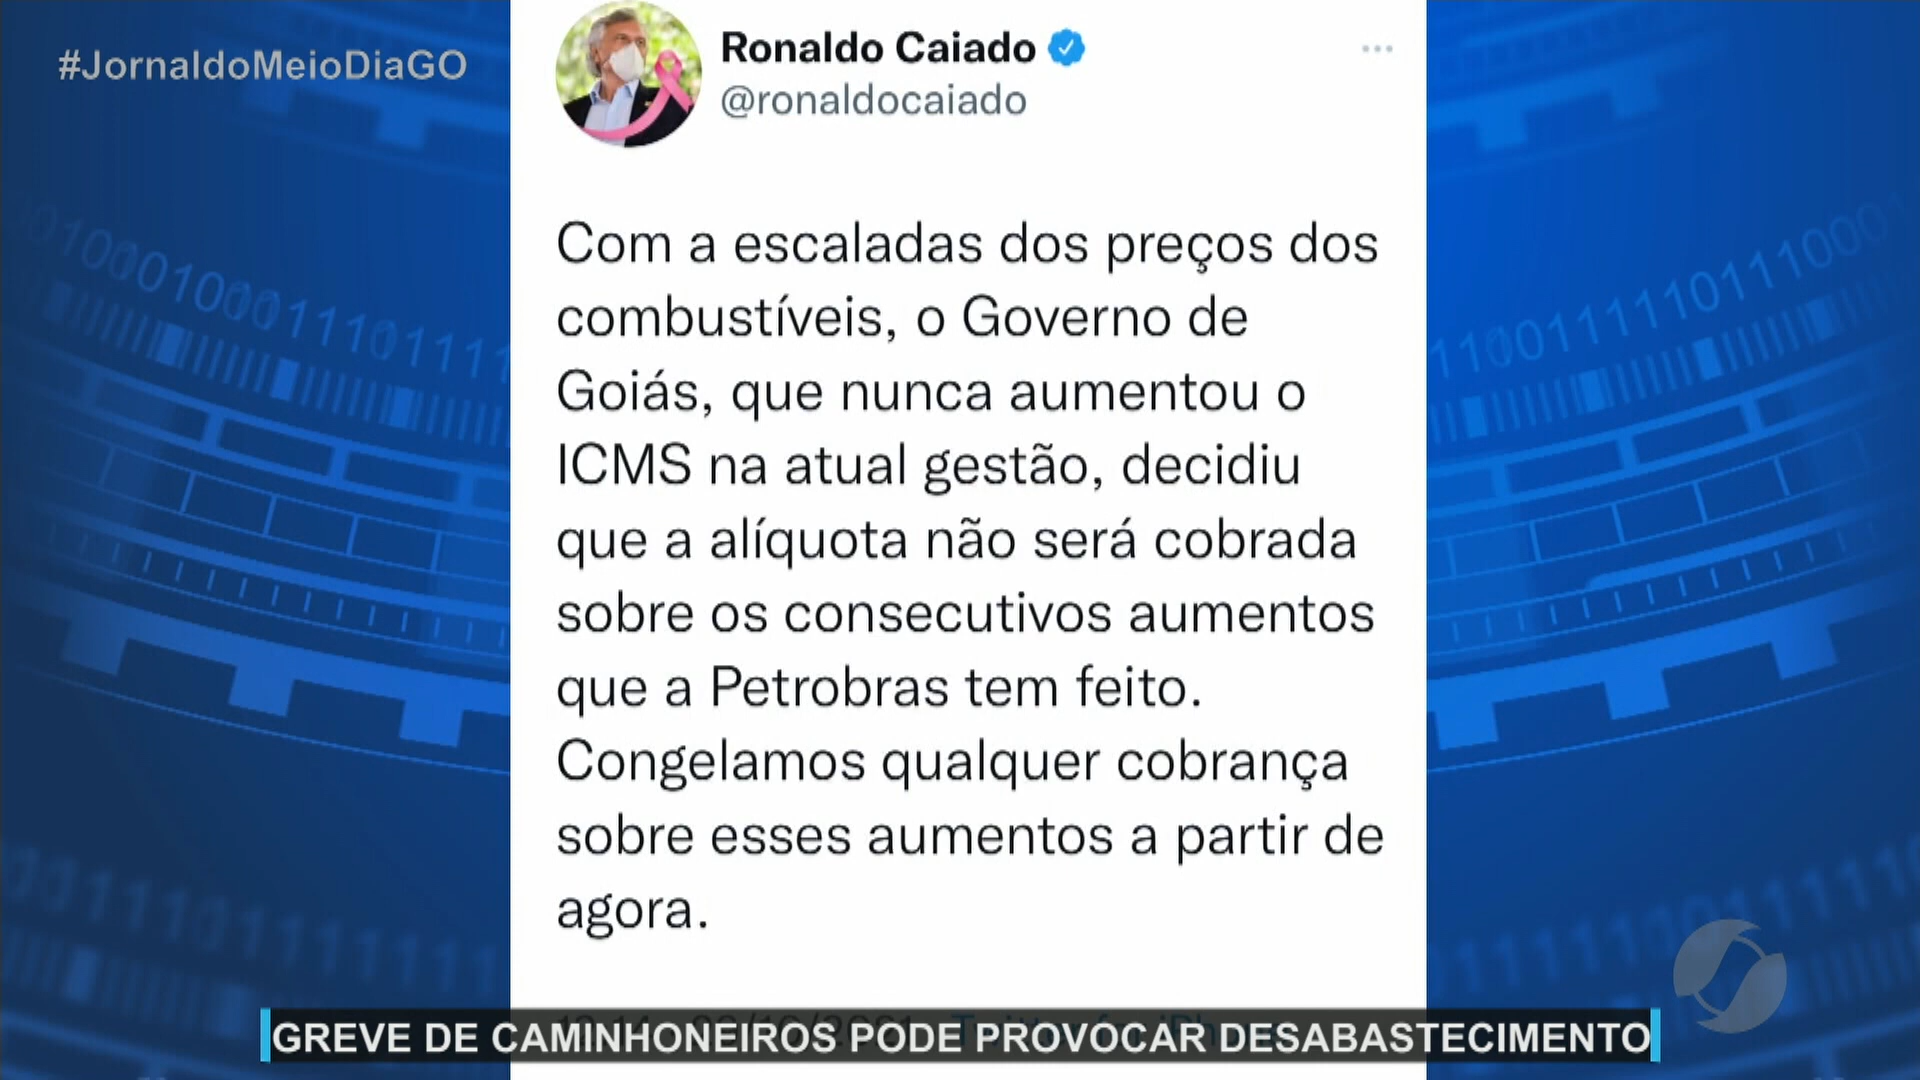 #JornaldoMeioDiaGO
Ronaldo Caiado
@ronaldocaiado
Com a escaladas dos preços dos
combustíveis, o Governo de
Goiás, que nunca aumentou o
ICMS na atual gestão, decidiu
que a alíquota não será cobrada
sobre os consecutivos aumentos
que a Petrobras tem feito.
Congelamos qualquer cobrança
sobre esses aumentos a partir de
agora.
GREVE DE CAMINHONEIROS PODE PROVOCAR DESABASTECIMENTO